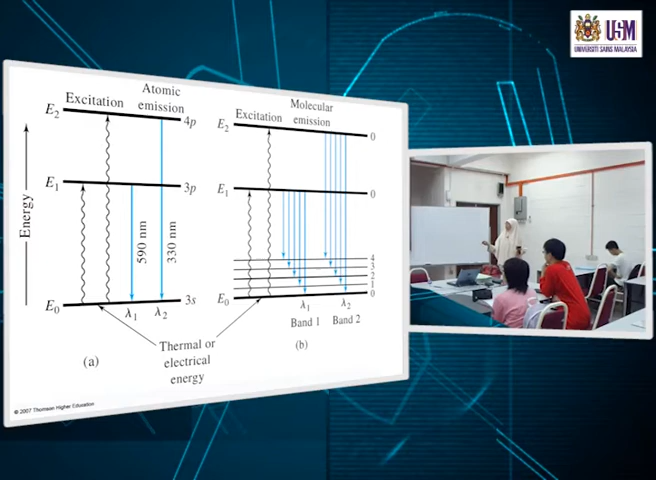 USM
UNIVERSITI SAINS MALAYSIA
Atomic
Excitation emission
E2
4p
E1
3p
Energy
590 nm
330 nm
E0
3s
λ1 λ2
(a)
Thermal or
electrical
energy
Molecular
Excitation emission
E2
0
E1
0
4
3
2
1
E0
0
λ1 λ2
Band 1 Band 2
(b)
© 2007 Thomson Higher Education